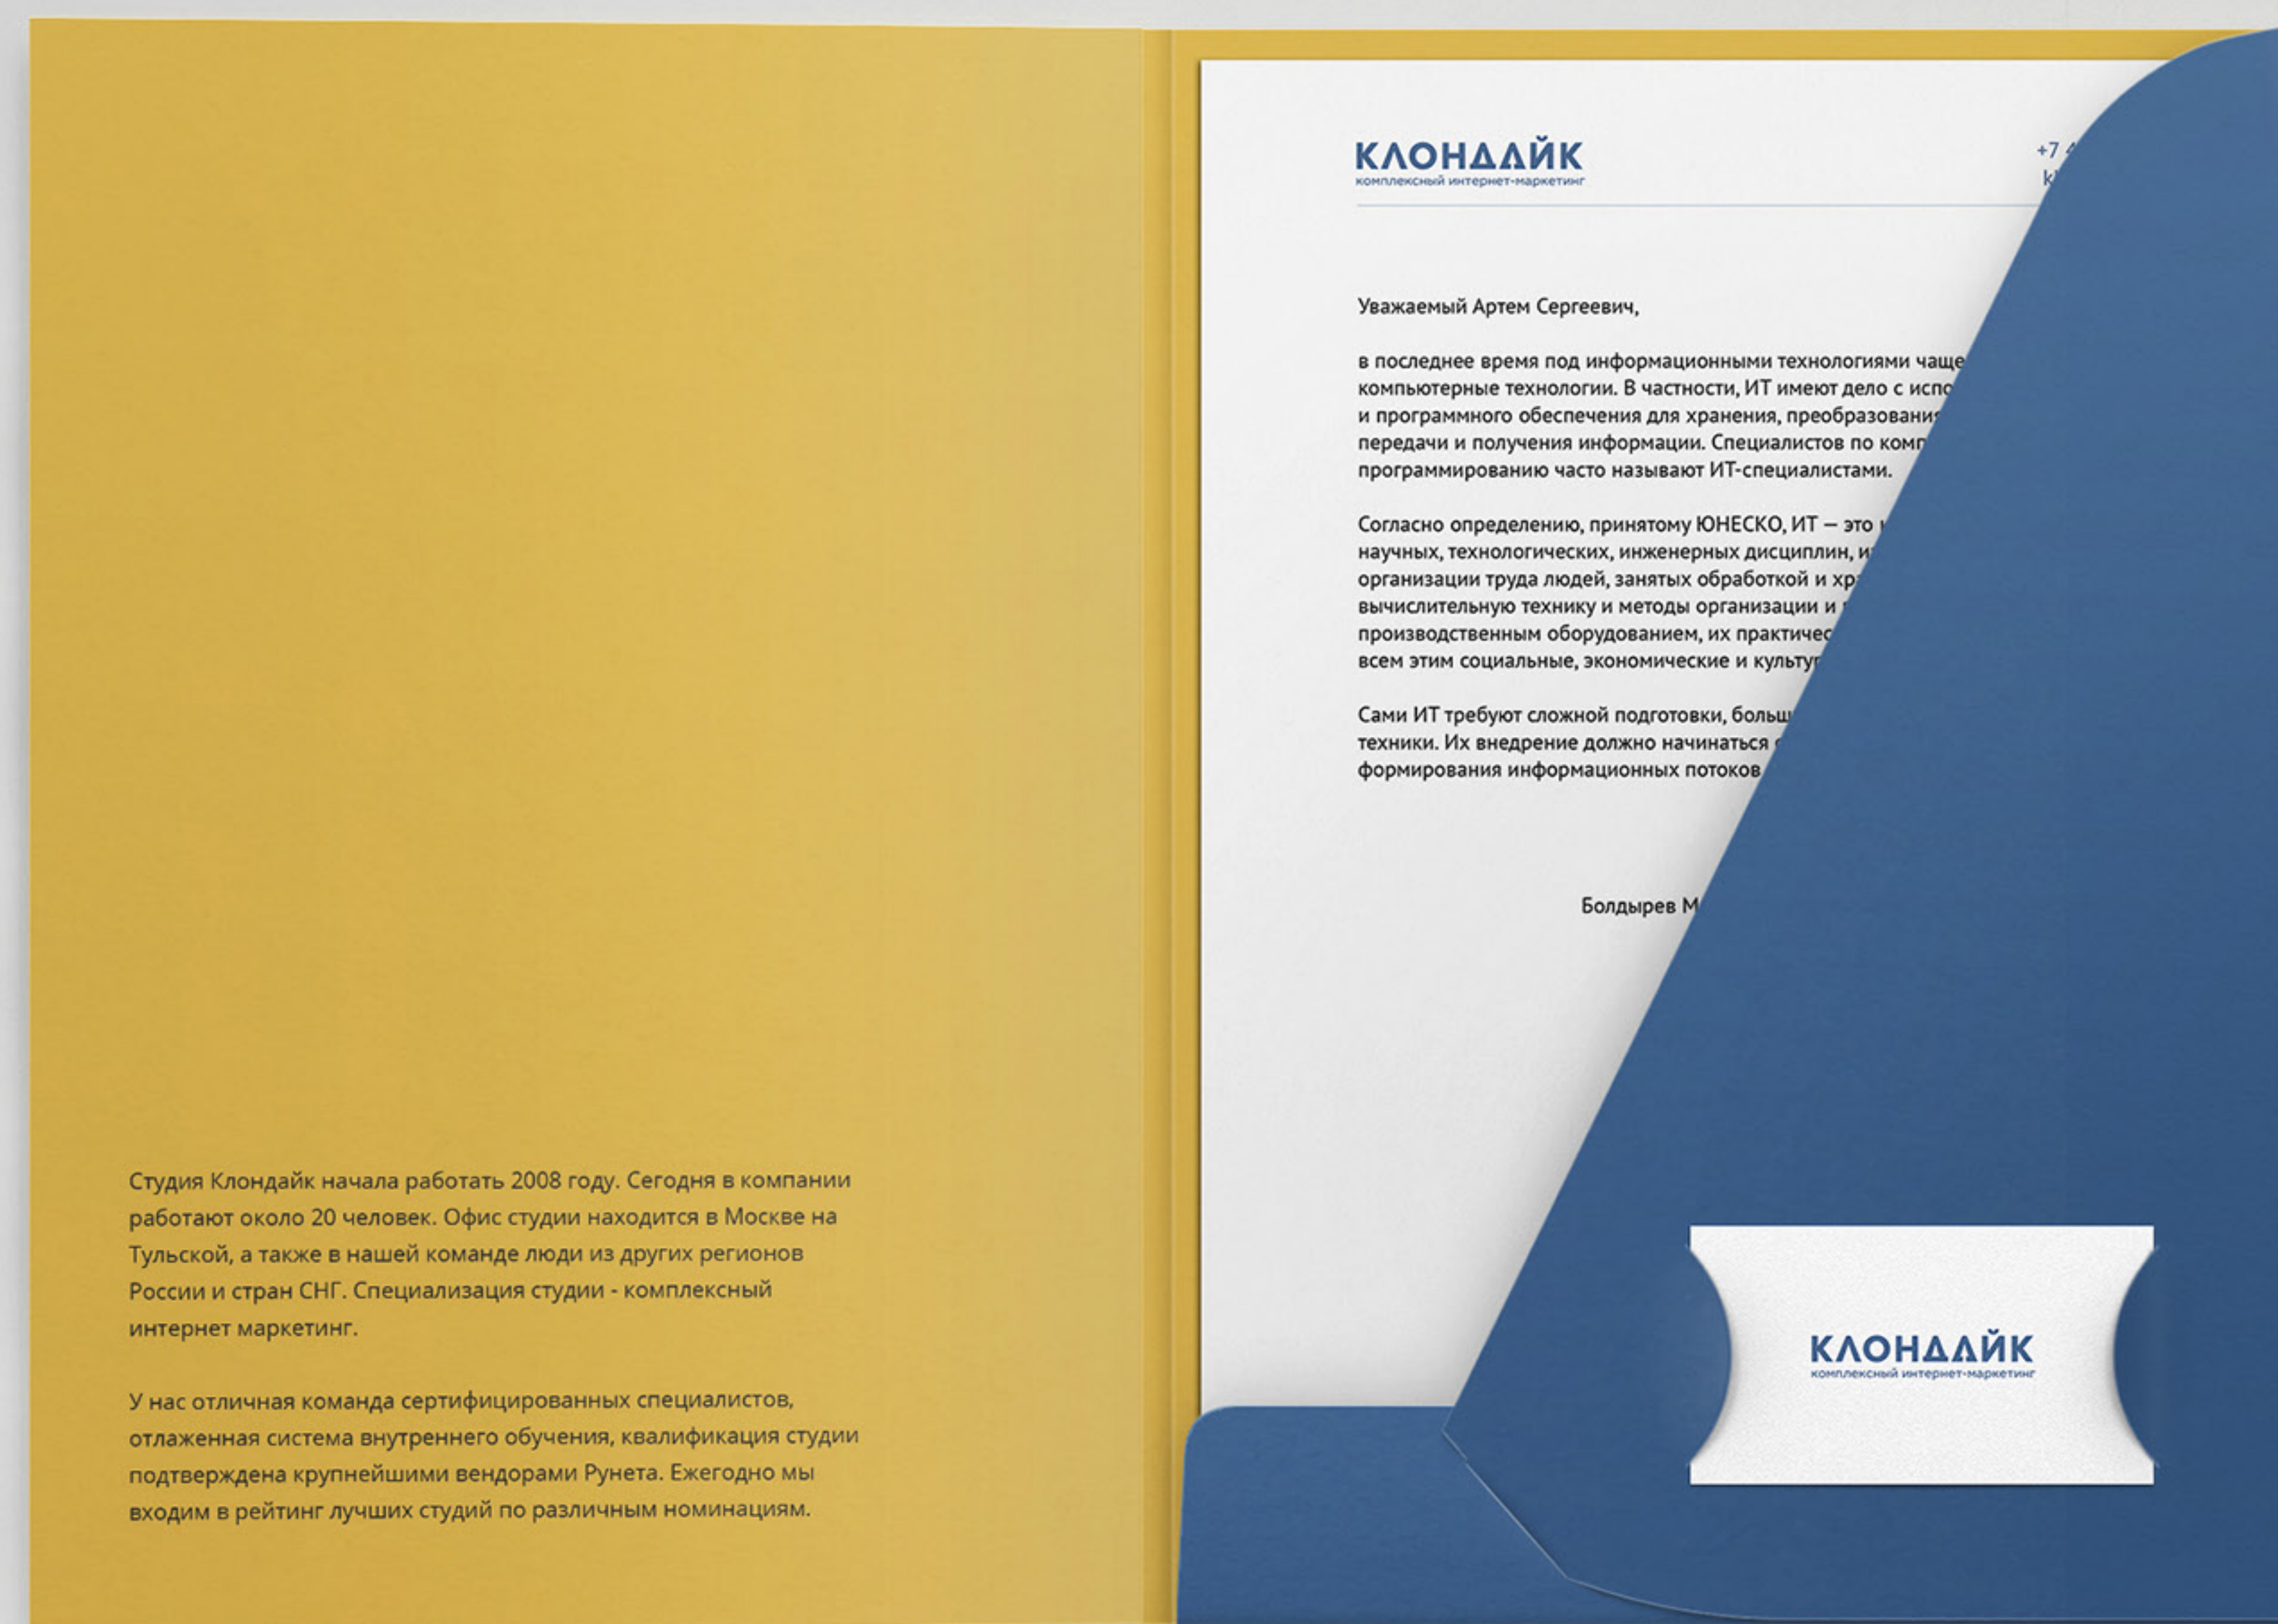 Студия Клондайк начала работать 2008 году. Сегодня в компании
работают около 20 человек. Офис студии находится в Москве на
Тульской, а также в нашей команде люди из других регионов
России и стран СНГ. Специализация студии - комплексный
интернет маркетинг.
У нас отличная команда сертифицированных специалистов,
отлаженная система внутреннего обучения, квалификация студии
подтверждена крупнейшими вендорами Рунета. Ежегодно мы
входим в рейтинг лучших студий по различным номинациям.
КЛОНДАЙК
комплексный интернет-маркетинг
+7
Уважаемый Артем Сергеевич,
в последнее время под информационными технологиями чаще
компьютерные технологии. В частности, ИТ имеют дело с
и программного обеспечения для хранения,
передачи и получения информации. Специалистов по
программированию часто называют ИТ-специалистами.
Согласно определению, принятому ЮНЕСКО, ИТ — это
научных, технологических, инженерных дисциплин,
организации труда людей, занятых обработкой и
вычислительную технику и методы организации и
производственным оборудованием, их
всем этим социальные, экономические и
Сами ИТ требуют сложной подготовки,
техники. Их внедрение должно начинаться
формирования информационных потоков
Болдырев
КЛОНДАЙК
комплексный интернет-маркетинг